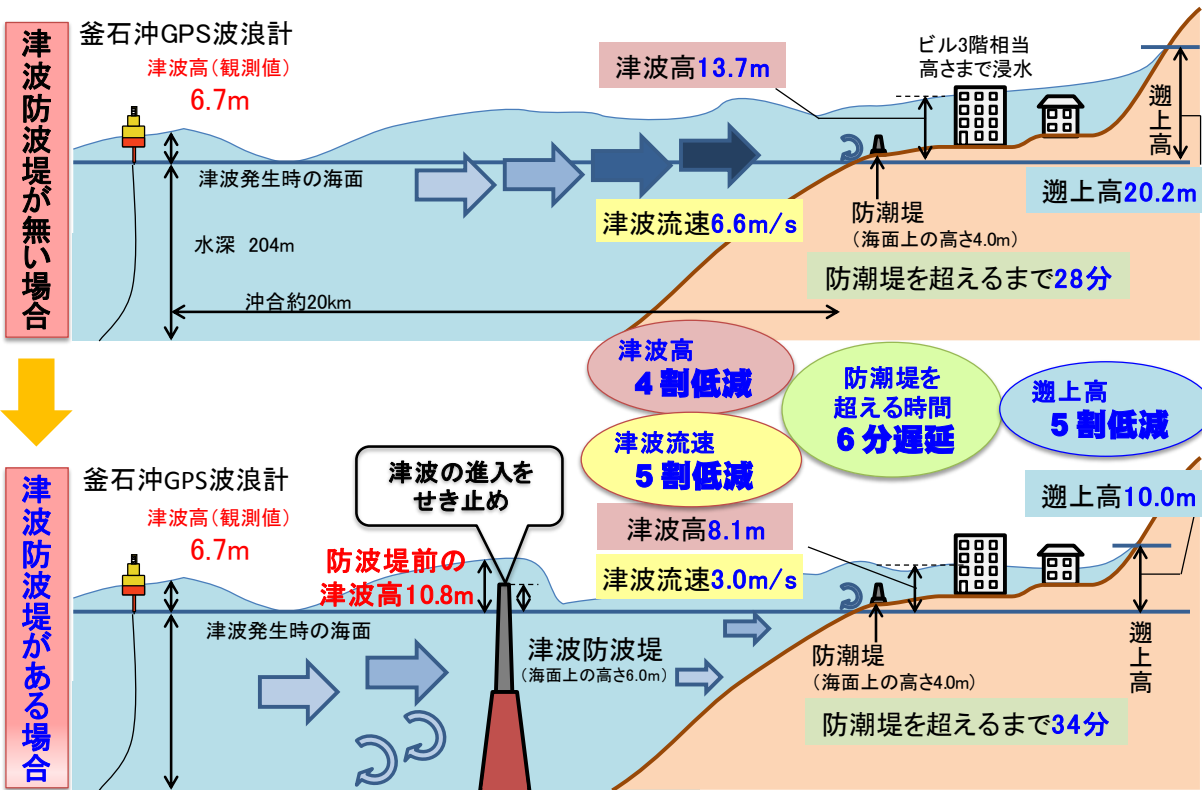 津波防波堤が無い場合
釜石沖GPS波浪計
津波高(観測値)
6.7m
津波高13.7m
ビル3階相当
高さまで浸水
遡上高
津波発生時の海面
遡上高20.2m
津波流速6.6m/s
防潮堤
(海面上の高さ4.0m)
水深 204m
防潮堤を超えるまで28分
沖合約20km
津波高
4割低減
防潮堤を
超える時間
6分遅延
遡上高
5割低減
津波流速
5割低減
津波防波堤がある場合
釜石沖GPS波浪計
津波高(観測値)
6.7m
津波の進入を
せき止め
遡上高10.0m
津波高8.1m
防波堤前の
津波高10.8m
津波流速3.0m/s
津波発生時の海面
津波防波堤
(海面上の高さ6.0m)
防潮堤
(海面上の高さ4.0m)
遡上高
防潮堤を超えるまで34分